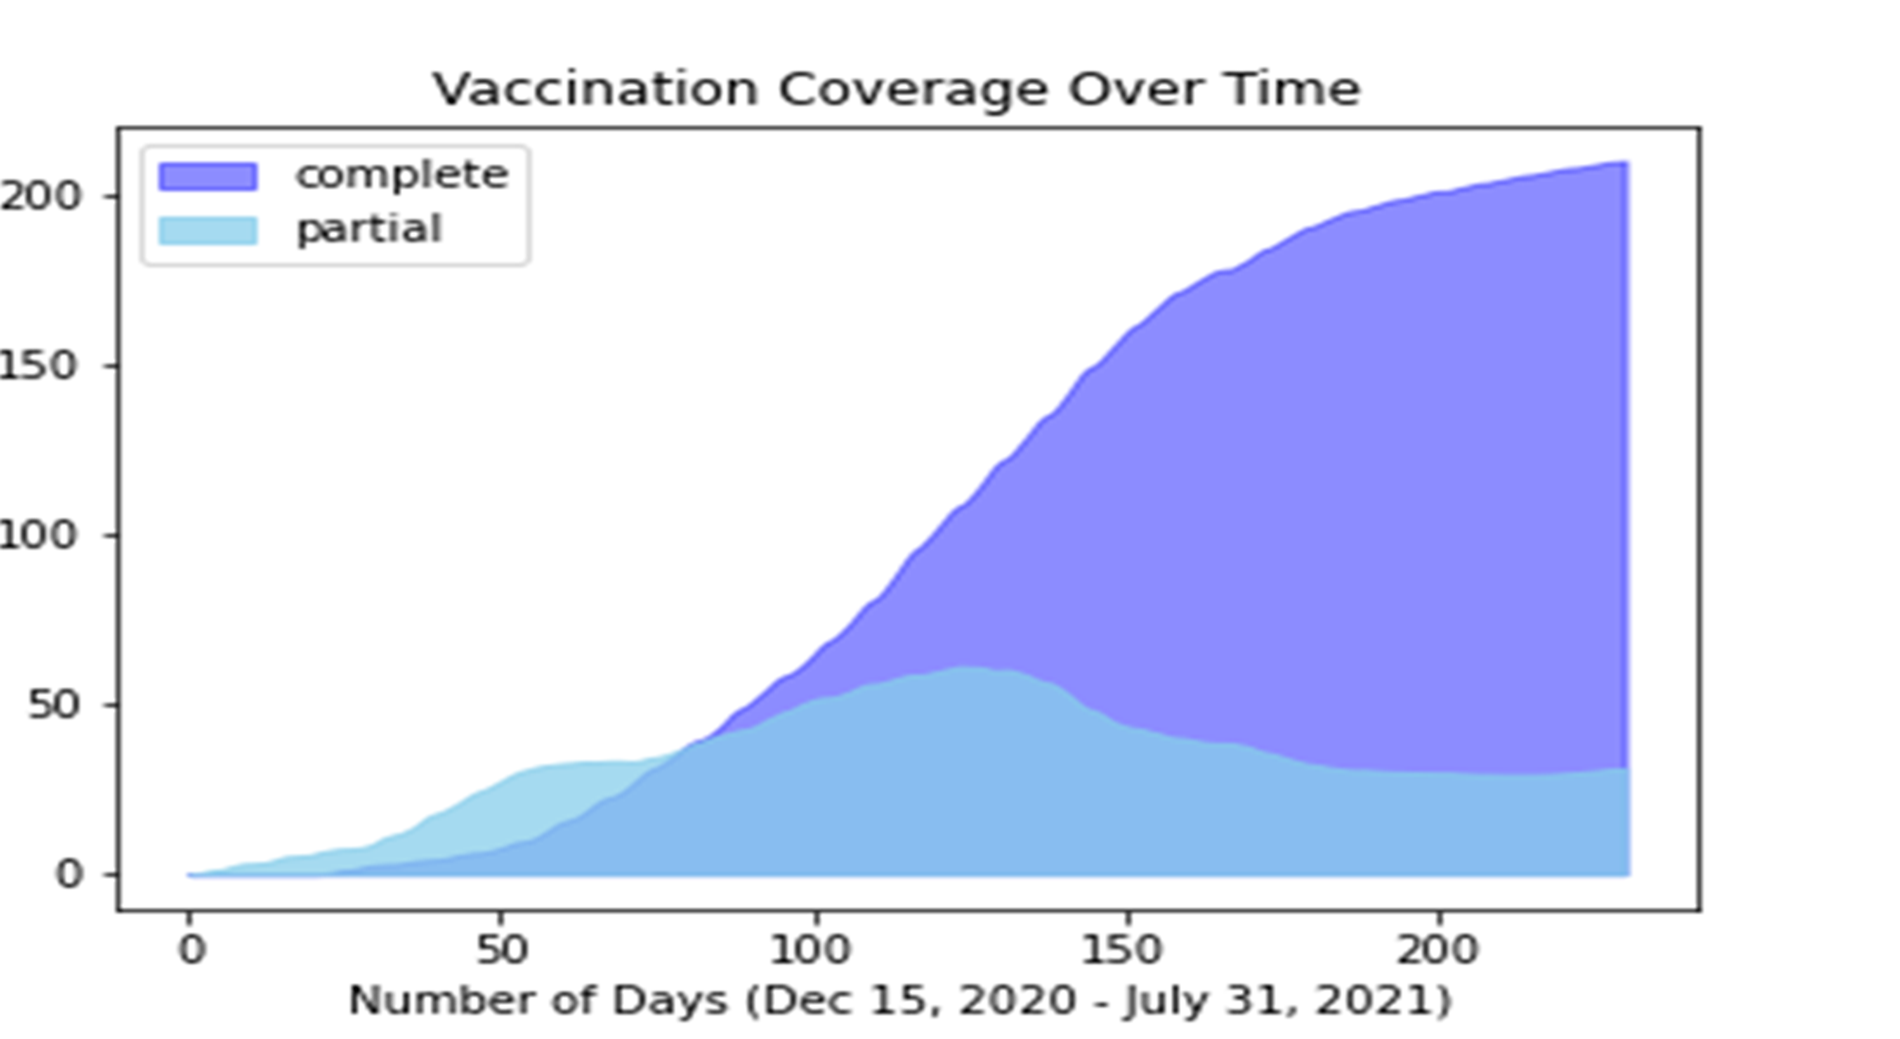 Vaccination Coverage Over Time
complete
partial
200
150
100
50
0
0 50 100 150 200
Number of Days (Dec 15, 2020 - July 31, 2021)